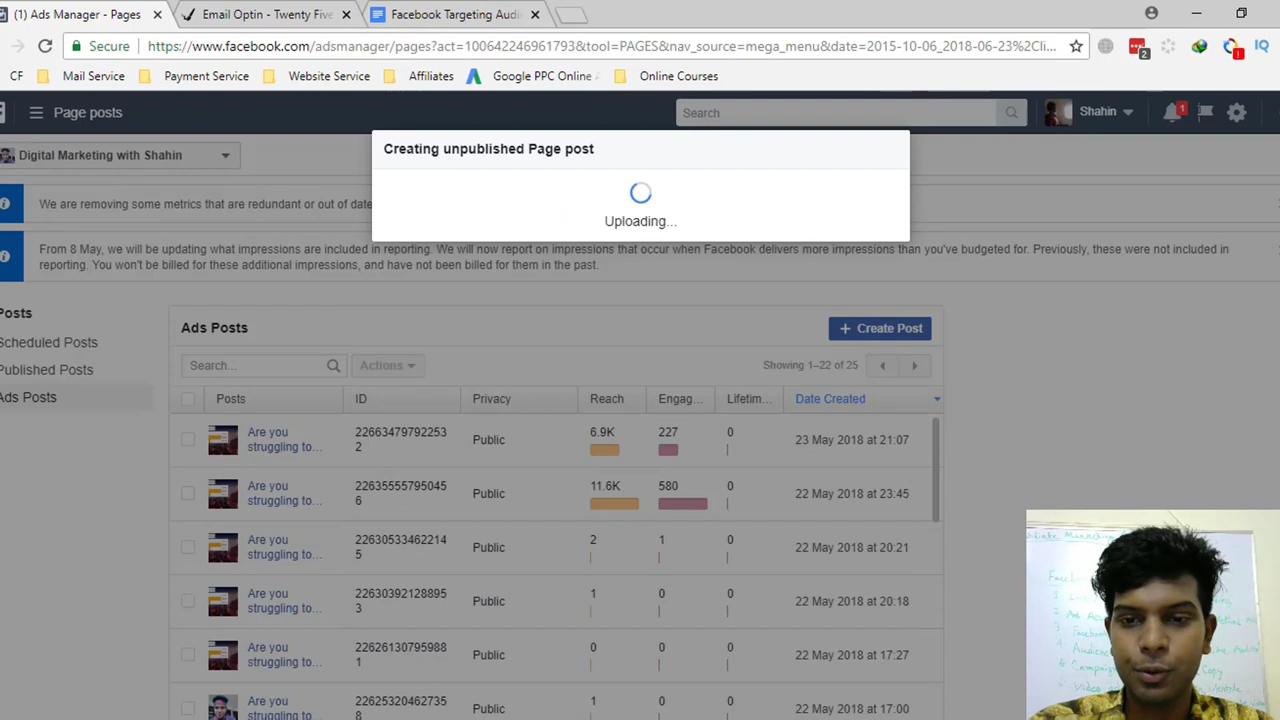 (1) Ads Manager - Pages
Email Optin - Twenty Five
Facebook Targeting Audi
Secure
https://www.facebook.com/adsmanager/pages?act=100642246961793&tool=PAGES&nav_source=mega_menu&date=2015-10-06_2018-06-23%2Cli...
2
!
IQ
CF
Mail Service
Payment Service
Website Service
Affiliates
Google PPC Online
Online Courses
Page posts
Search
Shahin
1
Digital Marketing with Shahin
Creating unpublished Page post
Uploading...
We are removing some metrics that are redundant or out of date
From 8 May, we will be updating what impressions are included in reporting. We will now report on impressions that occur when Facebook delivers more impressions than you've budgeted for. Previously, these were not included in
reporting. You won't be billed for these additional impressions, and have not been billed for them in the past.
Posts
Scheduled Posts
Published Posts
Ads Posts
Ads Posts
+ Create Post
Search...
Actions
Showing 1–22 of 25
Posts ID Privacy Reach Engag... Lifetim... Date Created
Are you struggling to... 226634797922532 Public 6.9K 227 0 23 May 2018 at 21:07
Are you struggling to... 226355557950456 Public 11.6K 580 0 22 May 2018 at 23:45
Are you struggling to... 226305334622145 Public 2 1 0 22 May 2018 at 20:21
Are you struggling to... 226303921288953 Public 1 0 0 22 May 2018 at 20:18
Are you struggling to... 226261307959881 Public 0 0 0 22 May 2018 at 17:27
Are you struggling to... 226253204627358 Public 1 0 0 22 May 2018 at 17:00